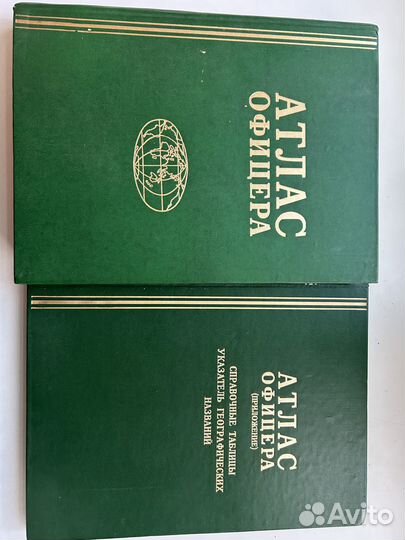 АТЛАС
ОФИЦЕРА
АТЛАС
ОФИЦЕРА
(ПРИЛОЖЕНИЕ)
СПРАВОЧНЫЕ ТАБЛИЦЫ
УКАЗАТЕЛЬ ГЕОГРАФИЧЕСКИХ
НАЗВАНИЙ
Avito